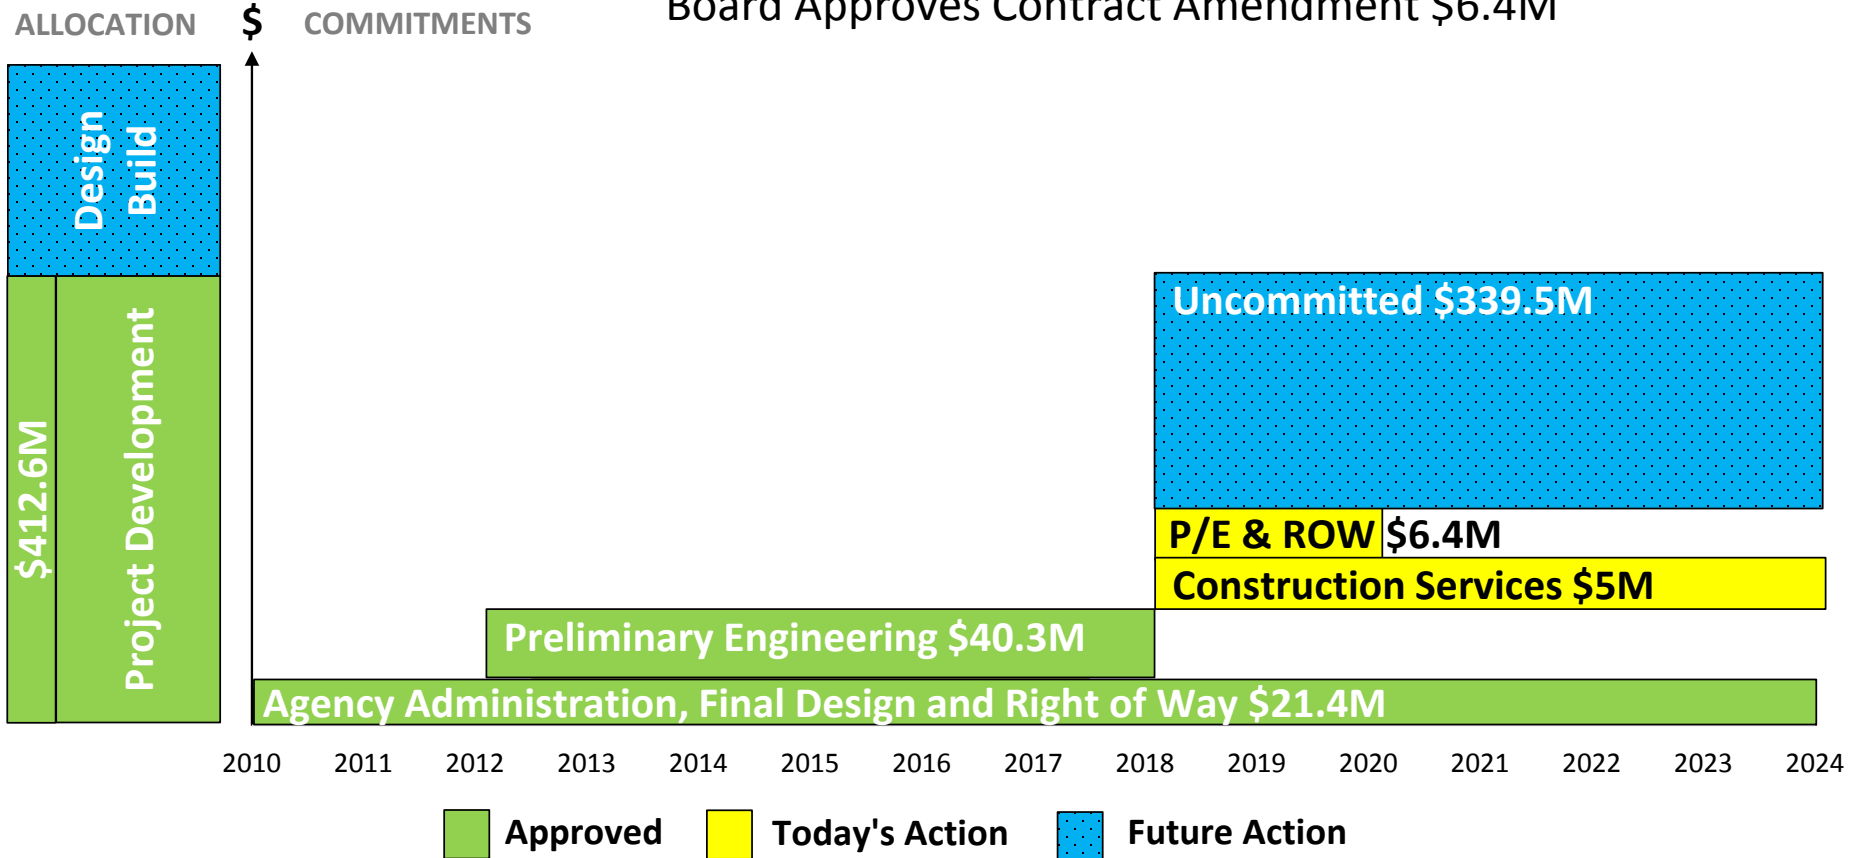 Board Approves Contract Amendment $6.4M
ALLOCATION
$
COMMITMENTS
Design
Build
$412.6M
Project Development
Uncommitted $339.5M
P/E & ROW $6.4M
Construction Services $5M
Preliminary Engineering $40.3M
Agency Administration, Final Design and Right of Way $21.4M
2010 2011 2012 2013 2014 2015 2016 2017 2018 2019 2020 2021 2022 2023 2024
Approved Today's Action Future Action